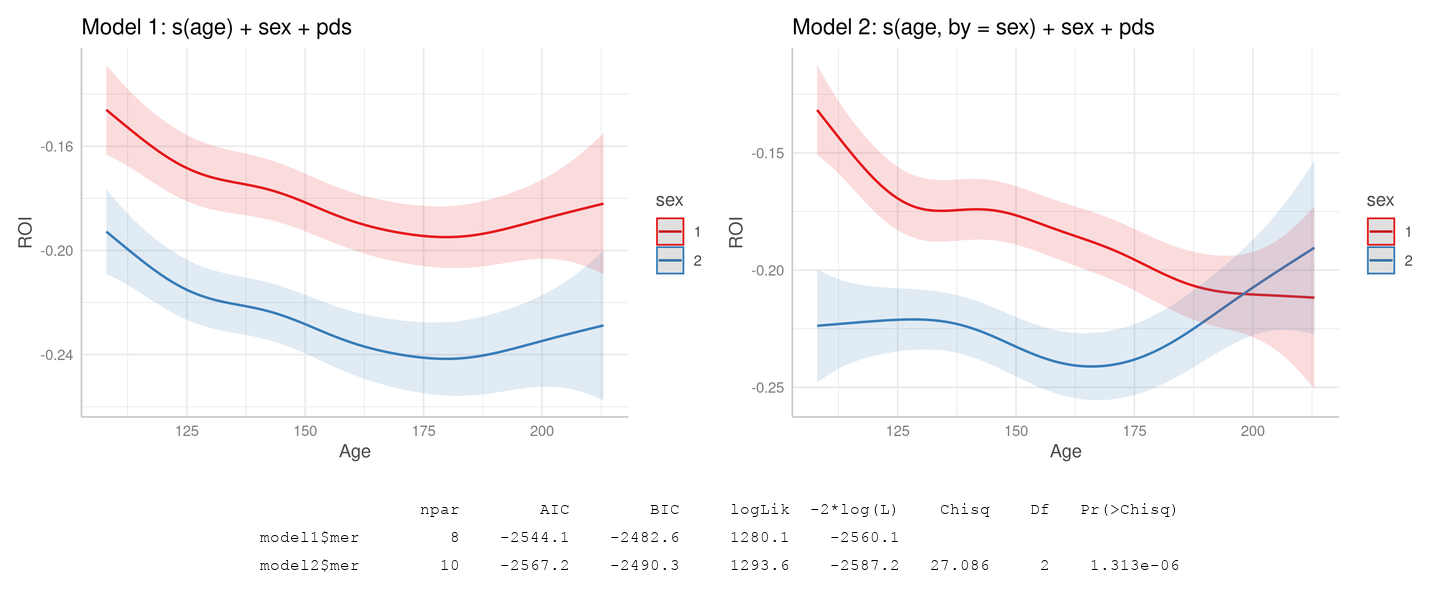 Model 1: s(age) + sex + pds
-0.16
-0.20
-0.24
ROI
125 150 175 200
Age
sex
1
2
Model 2: s(age, by = sex) + sex + pds
-0.15
-0.20
-0.25
ROI
125 150 175 200
Age
sex
1
2
npar AIC BIC logLik -2*log(L) Chisq Df Pr(>Chisq)
model1$mer 8 -2544.1 -2482.6 1280.1 -2560.1
model2$mer 10 -2567.2 -2490.3 1293.6 -2587.2 27.086 2 1.313e-06